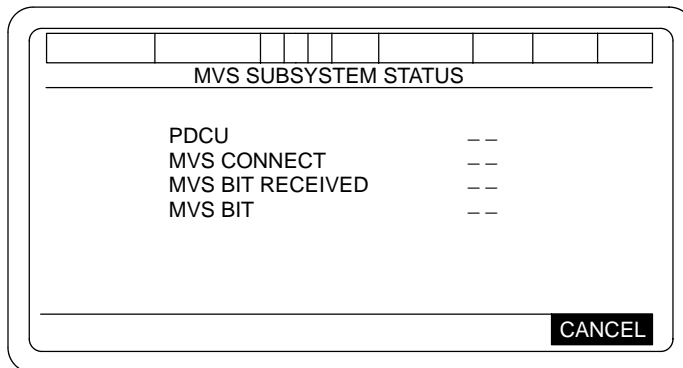 MVS SUBSYSTEM STATUS
PDCU – –
MVS CONNECT – –
MVS BIT RECEIVED – –
MVS BIT – –
CANCEL